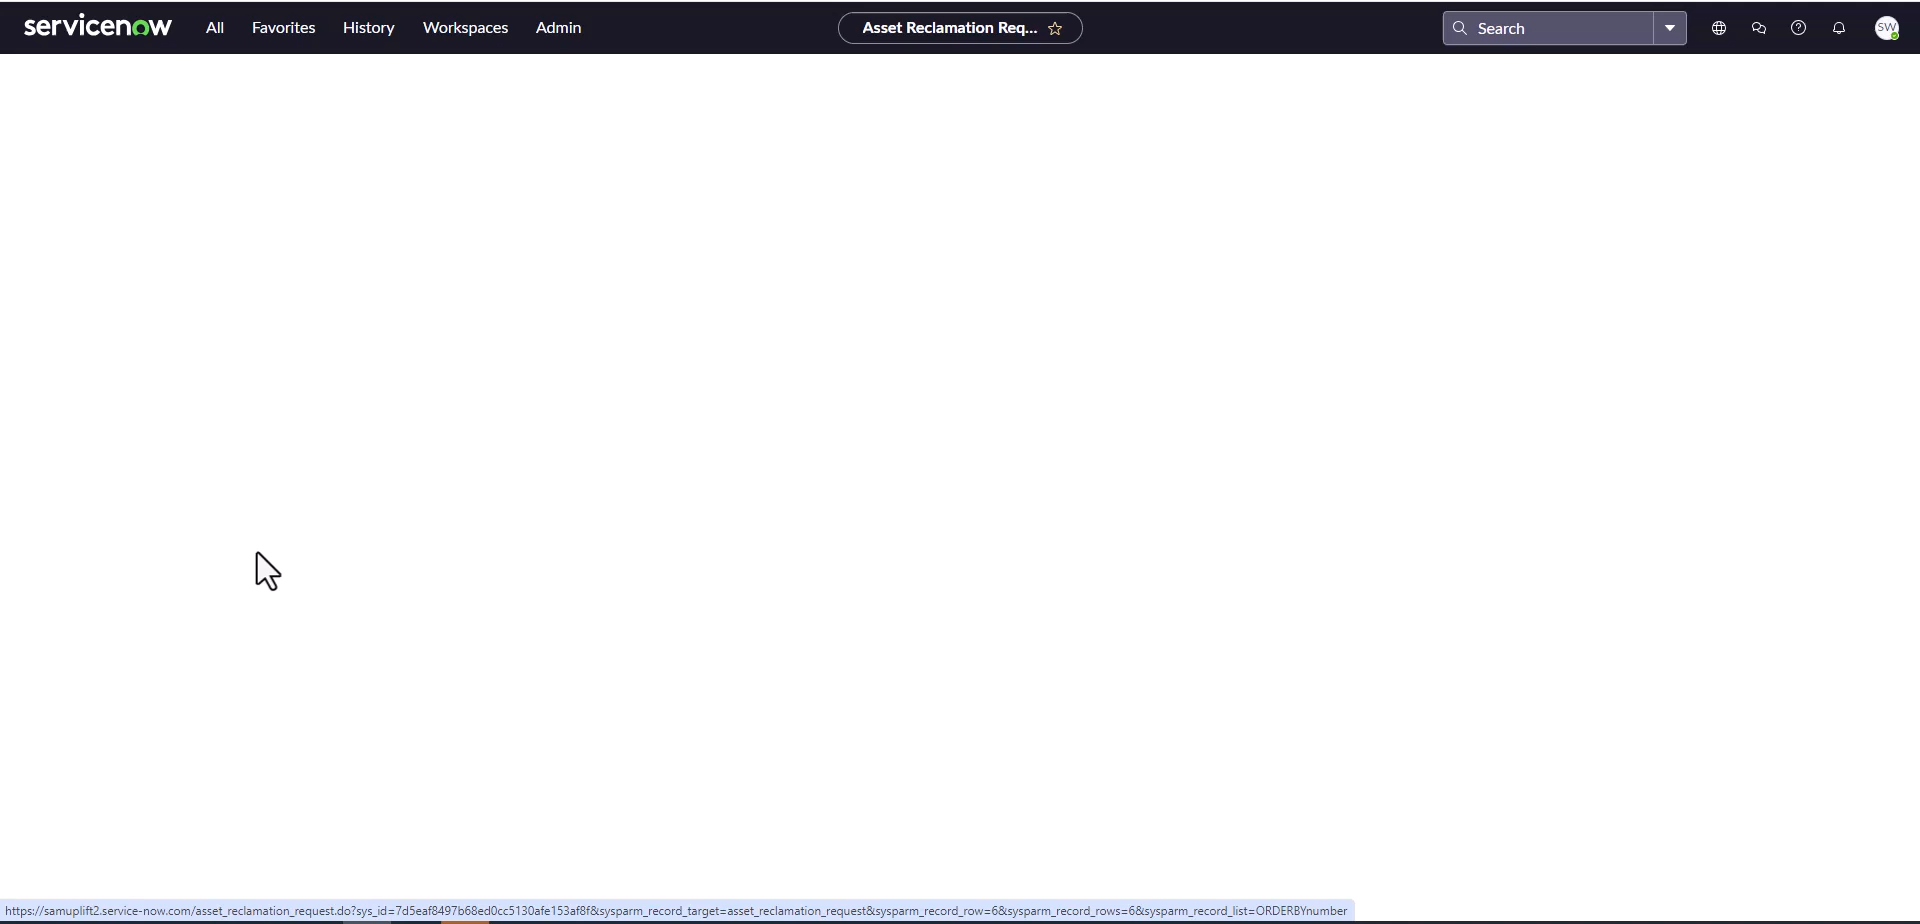 servicenow All Favorites History Workspaces Admin Asset Reclamation Req... Search SW
https://samuplift2.service-now.com/asset_reclamation_request.do?sys_id=7d5eaf8497b68ed0cc5130afe153af8f&sysparm_record_target=asset_reclamation_request&sysparm_record_row=6&sysparm_record_rows=6&sysparm_record_list=ORDERBYnumber